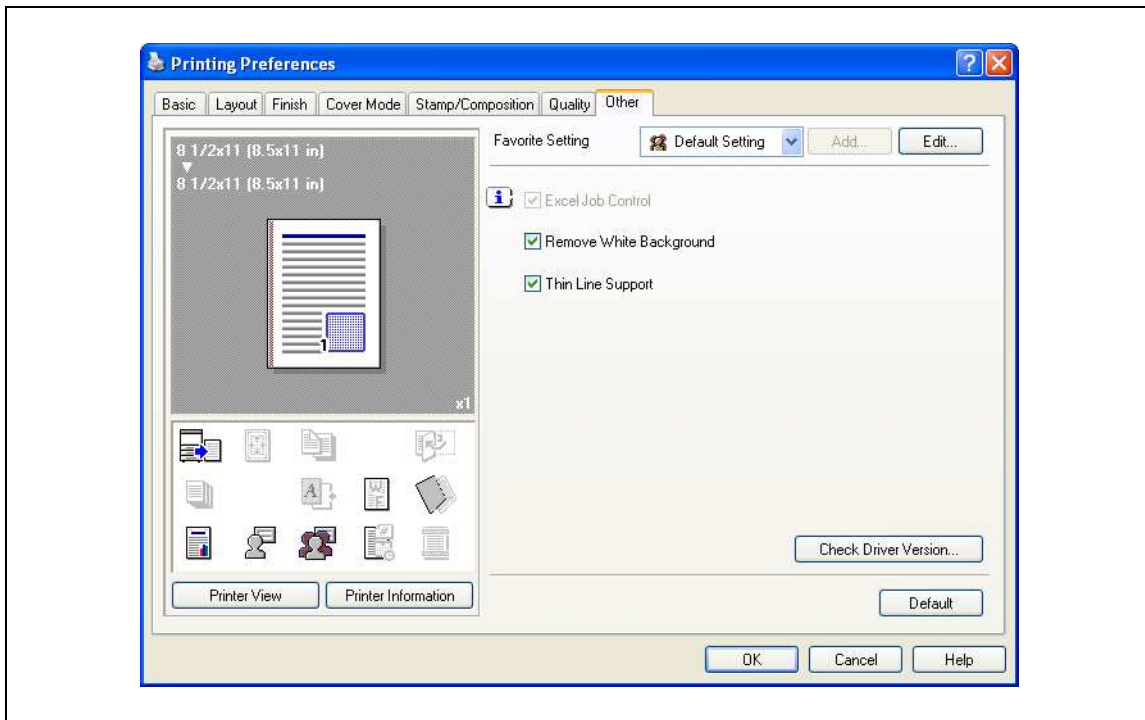 Printing Preferences
Basic Layout Finish Cover Mode Stamp/Composition Quality Other
8 1/2x11 (8.5x11 in)
8 1/2x11 (8.5x11 in)
1
x1
Printer View Printer Information
Favorite Setting Default Setting Add... Edit...
Excel Job Control
Remove White Background
Thin Line Support
Check Driver Version...
Default
OK Cancel Help